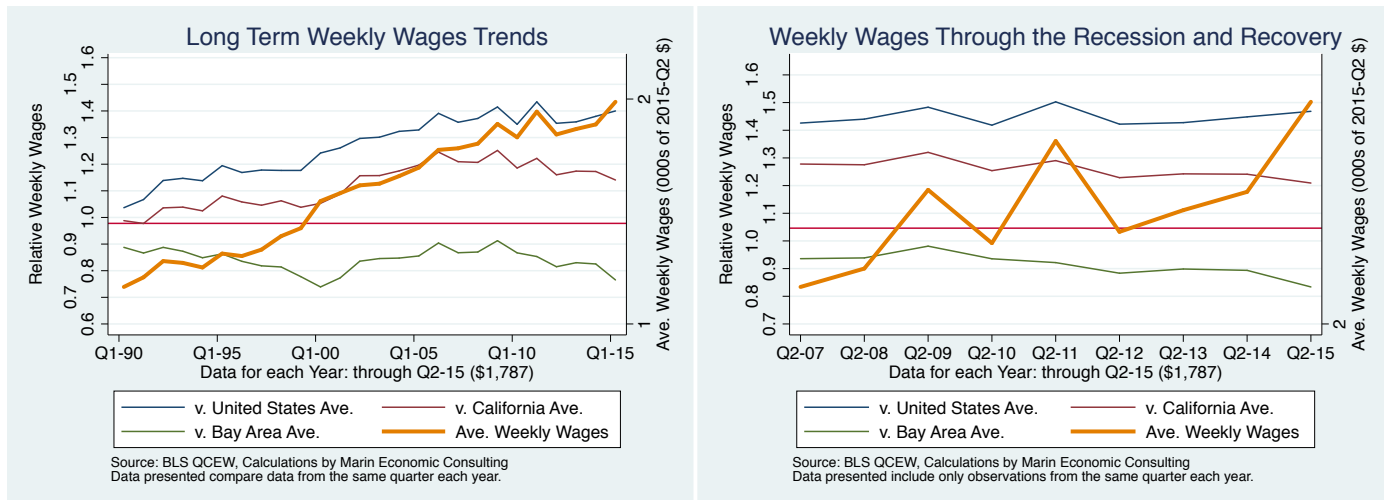 Long Term Weekly Wages Trends
Relative Weekly Wages
1.6
1.5
1.4
1.3
1.2
1.1
1.0
0.9
0.8
0.7
0.6
2
1
Ave. Weekly Wages (000s of 2015-Q2 $)
Q1-90 Q1-95 Q1-00 Q1-05 Q1-10 Q1-15
Data for each Year: through Q2-15 ($1,787)
v. United States Ave. v. California Ave.
v. Bay Area Ave. Ave. Weekly Wages
Source: BLS QCEW, Calculations by Marin Economic Consulting
Data presented compare data from the same quarter each year.
Weekly Wages Through the Recession and Recovery
Relative Weekly Wages
1.6
1.5
1.4
1.3
1.2
1.1
1.0
0.9
0.8
0.7
2
Ave. Weekly Wages (000s of 2015-Q2 $)
Q2-07 Q2-08 Q2-09 Q2-10 Q2-11 Q2-12 Q2-13 Q2-14 Q2-15
Data for each Year: through Q2-15 ($1,787)
v. United States Ave. v. California Ave.
v. Bay Area Ave. Ave. Weekly Wages
Source: BLS QCEW, Calculations by Marin Economic Consulting
Data presented include only observations from the same quarter each year.